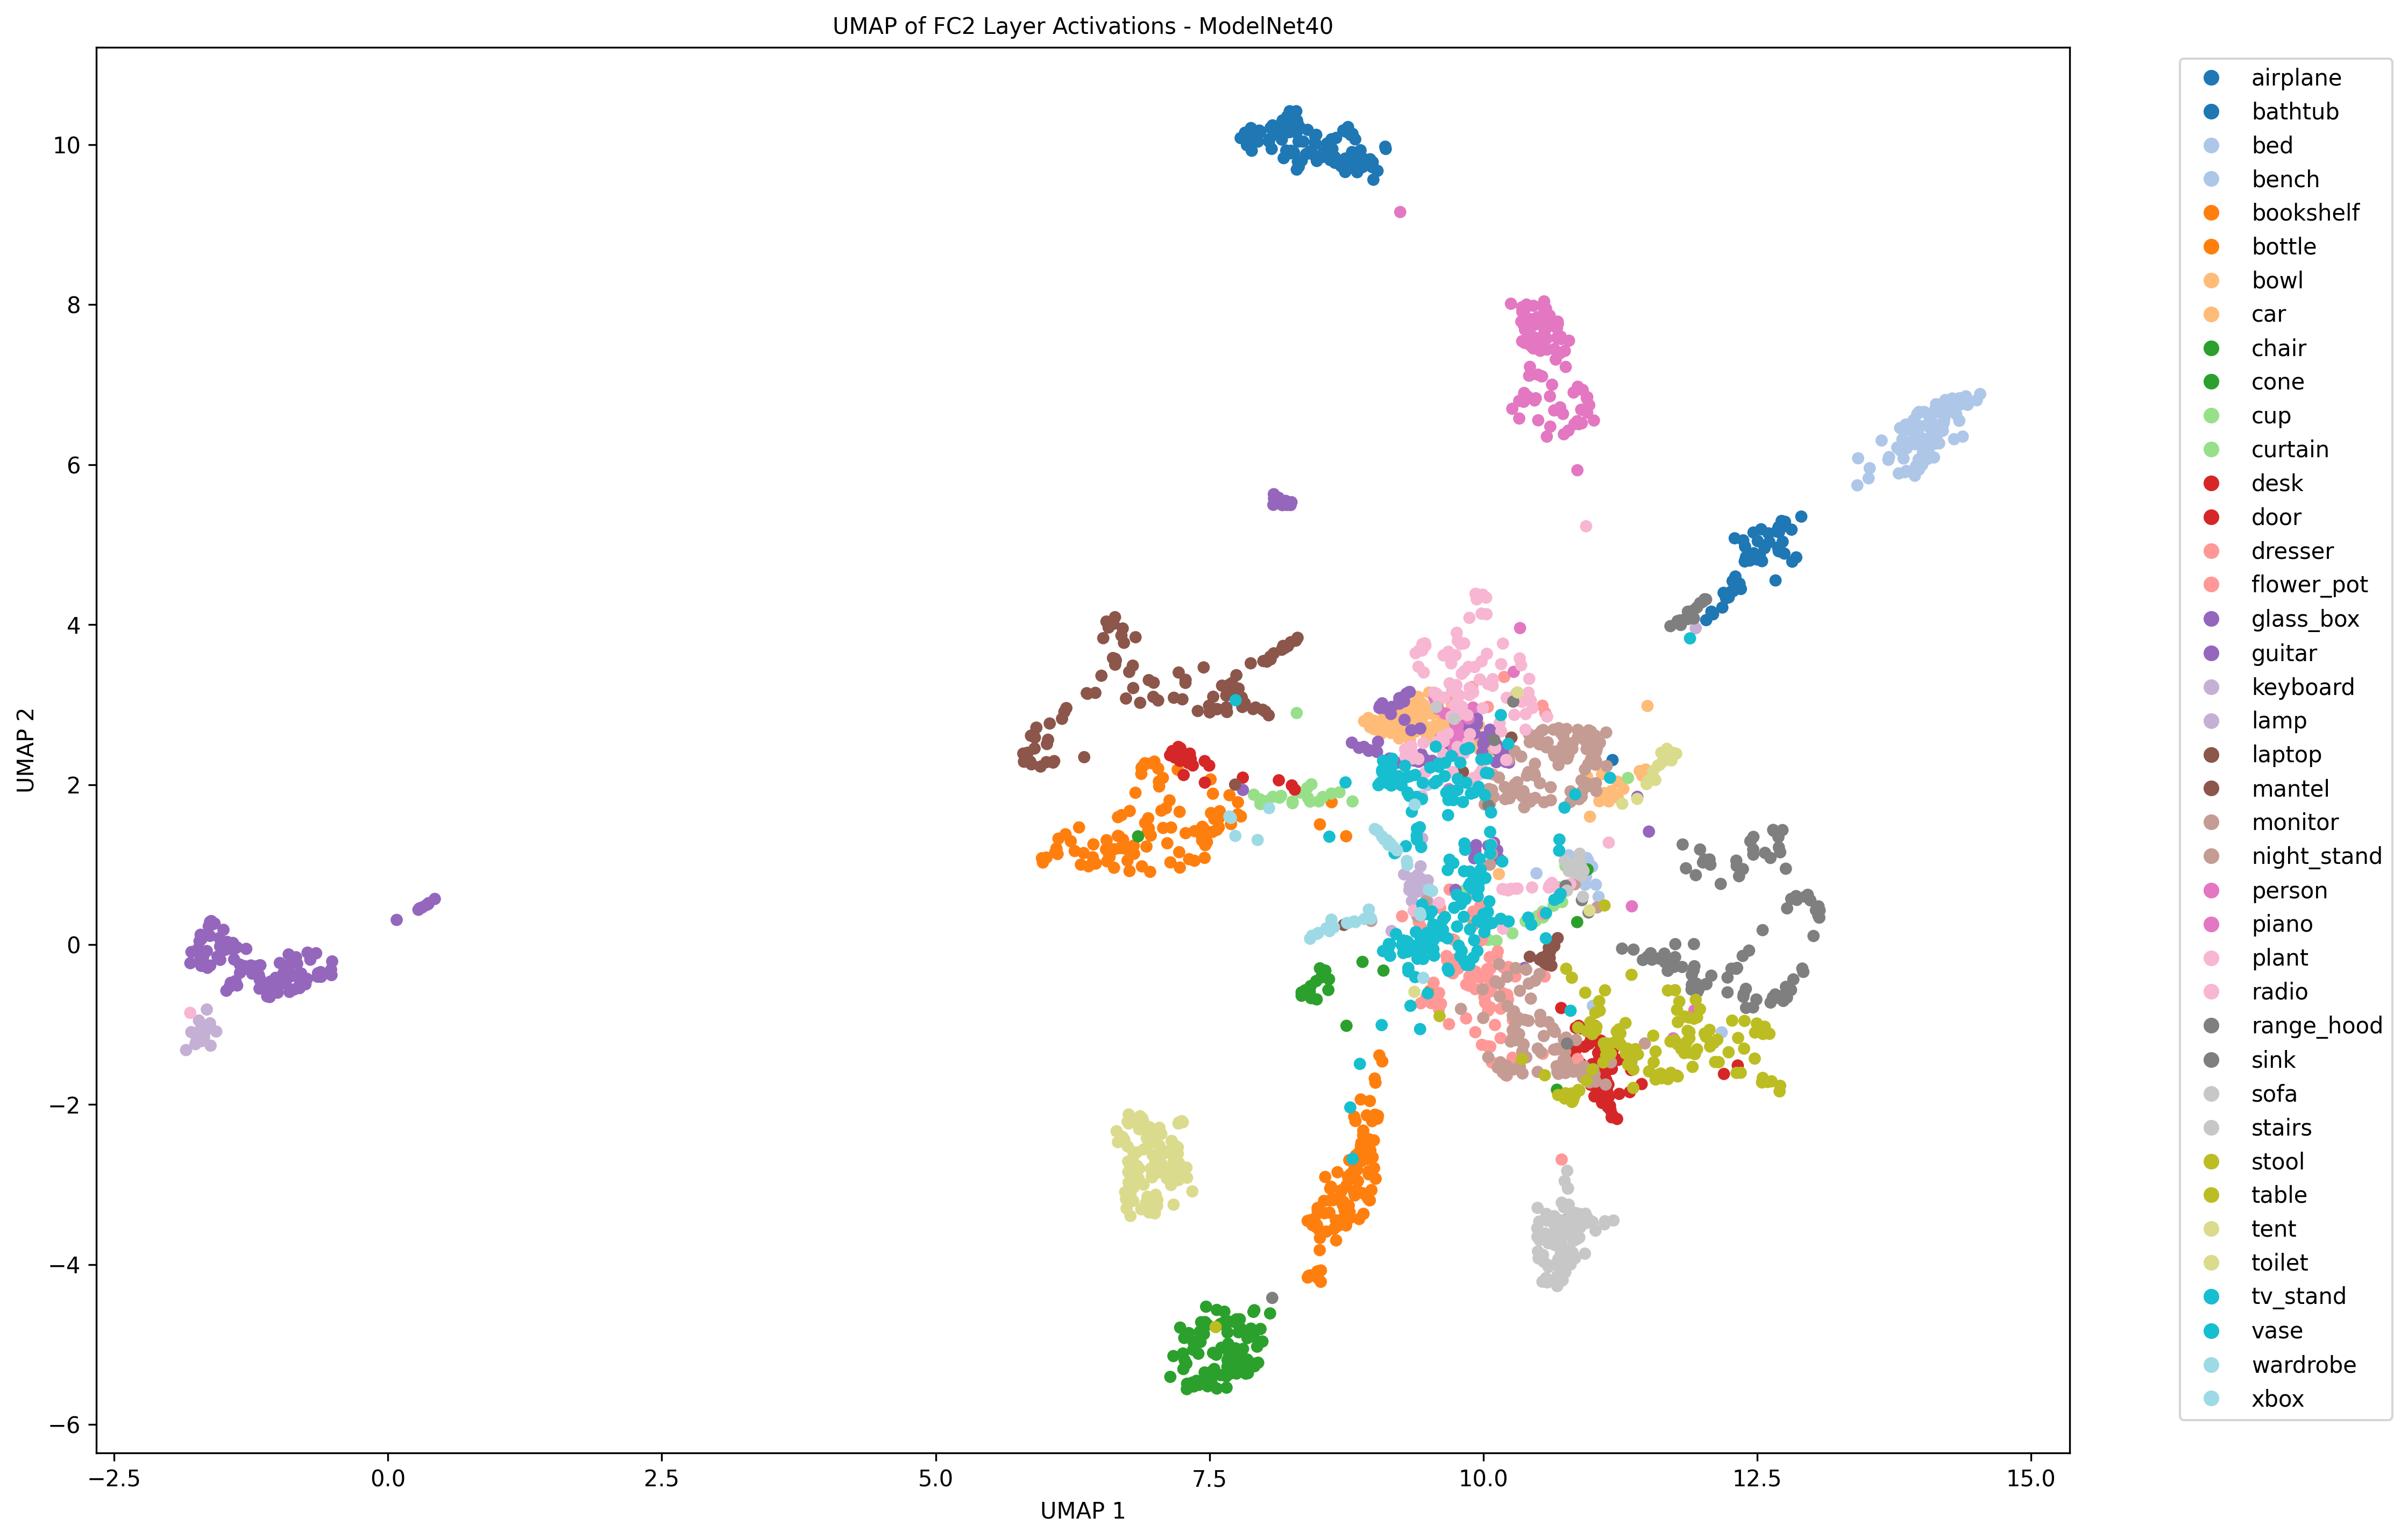 UMAP of FC2 Layer Activations - ModelNet40
10
8
6
4
2
0
−2
−4
−6
UMAP 2
−2.5 0.0 2.5 5.0 7.5 10.0 12.5 15.0
UMAP 1
airplane
bathtub
bed
bench
bookshelf
bottle
bowl
car
chair
cone
cup
curtain
desk
door
dresser
flower_pot
glass_box
guitar
keyboard
lamp
laptop
mantel
monitor
night_stand
person
piano
plant
radio
range_hood
sink
sofa
stairs
stool
table
tent
toilet
tv_stand
vase
wardrobe
xbox